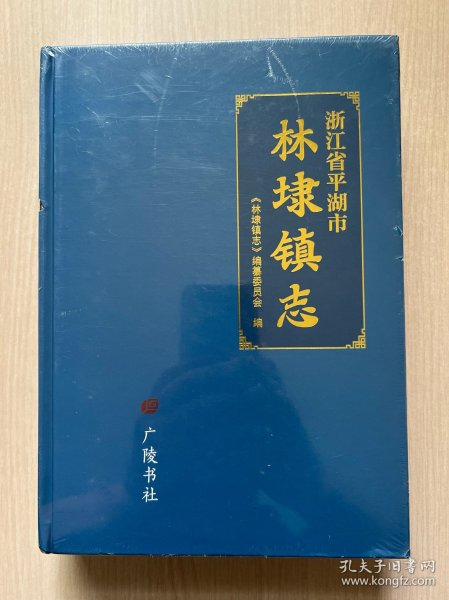 浙江省平湖市
林埭镇志
《林埭镇志》编纂委员会 编
广陵书社
孔夫子旧书网
www.kongfz.com